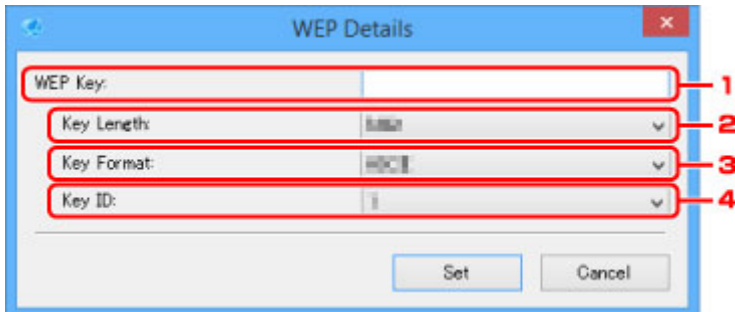 WEP Details
WEP Key: 1
Key Length: 2
Key Format: 3
Key ID: 4
Set Cancel